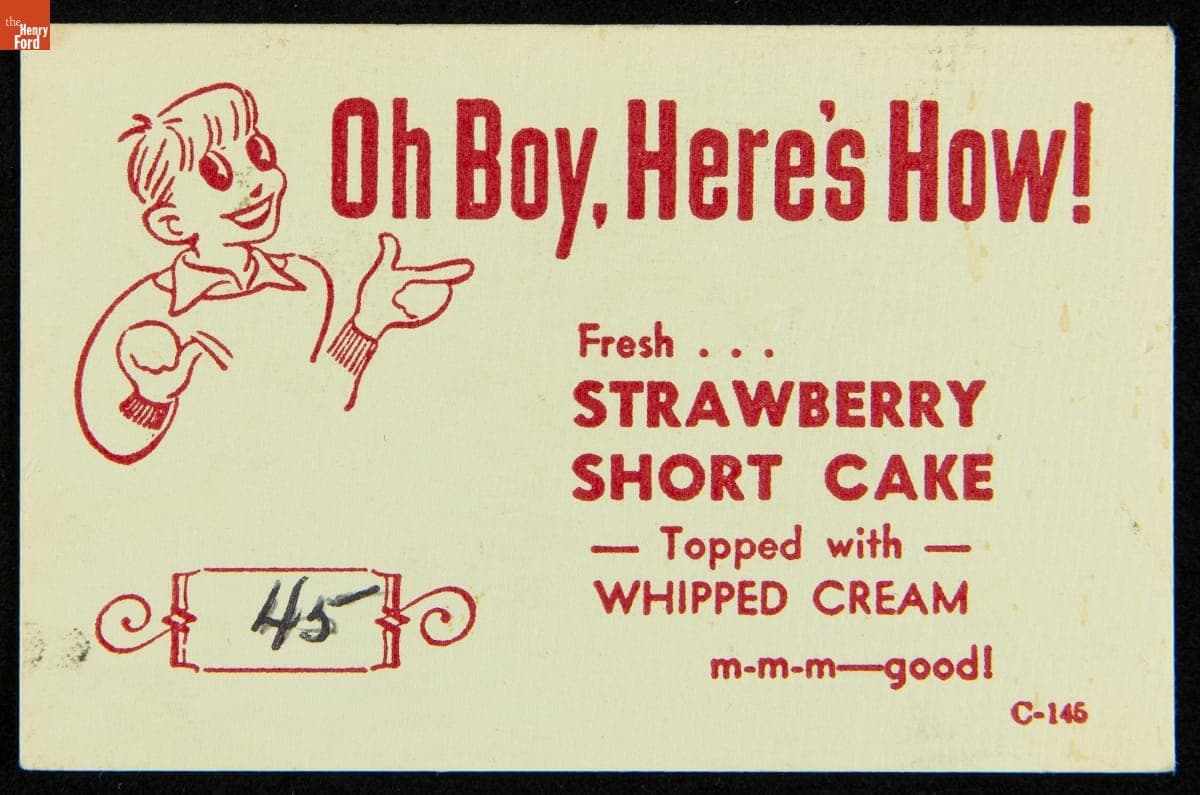 the
Henry
Ford
Oh Boy, Here's How!
Fresh . . .
STRAWBERRY
SHORT CAKE
— Topped with —
WHIPPED CREAM
m-m-m—good!
45
C-145